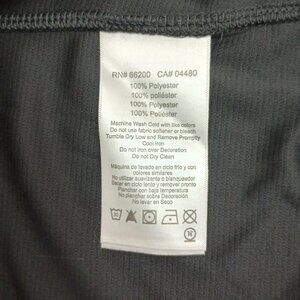 RN# 66200 CA# 04480
100% Polyester
100% poliéster
100% Polyester
100% poliéster
Machine Wash Cold with like colors
Do not use fabric softener or bleach
Tumble Dry Low and Remove Promptly
Cool Iron
Do not Iron over Decoration
Do not Dry Clean
Máquina de lavado en ciclo frío y con
colores similares
No utilizar suavizante o blanqueador
Secar en ciclo lento y remover pronto
Planchar con baja temperatura
No planchar sobre Decoración
No lavar en Seco